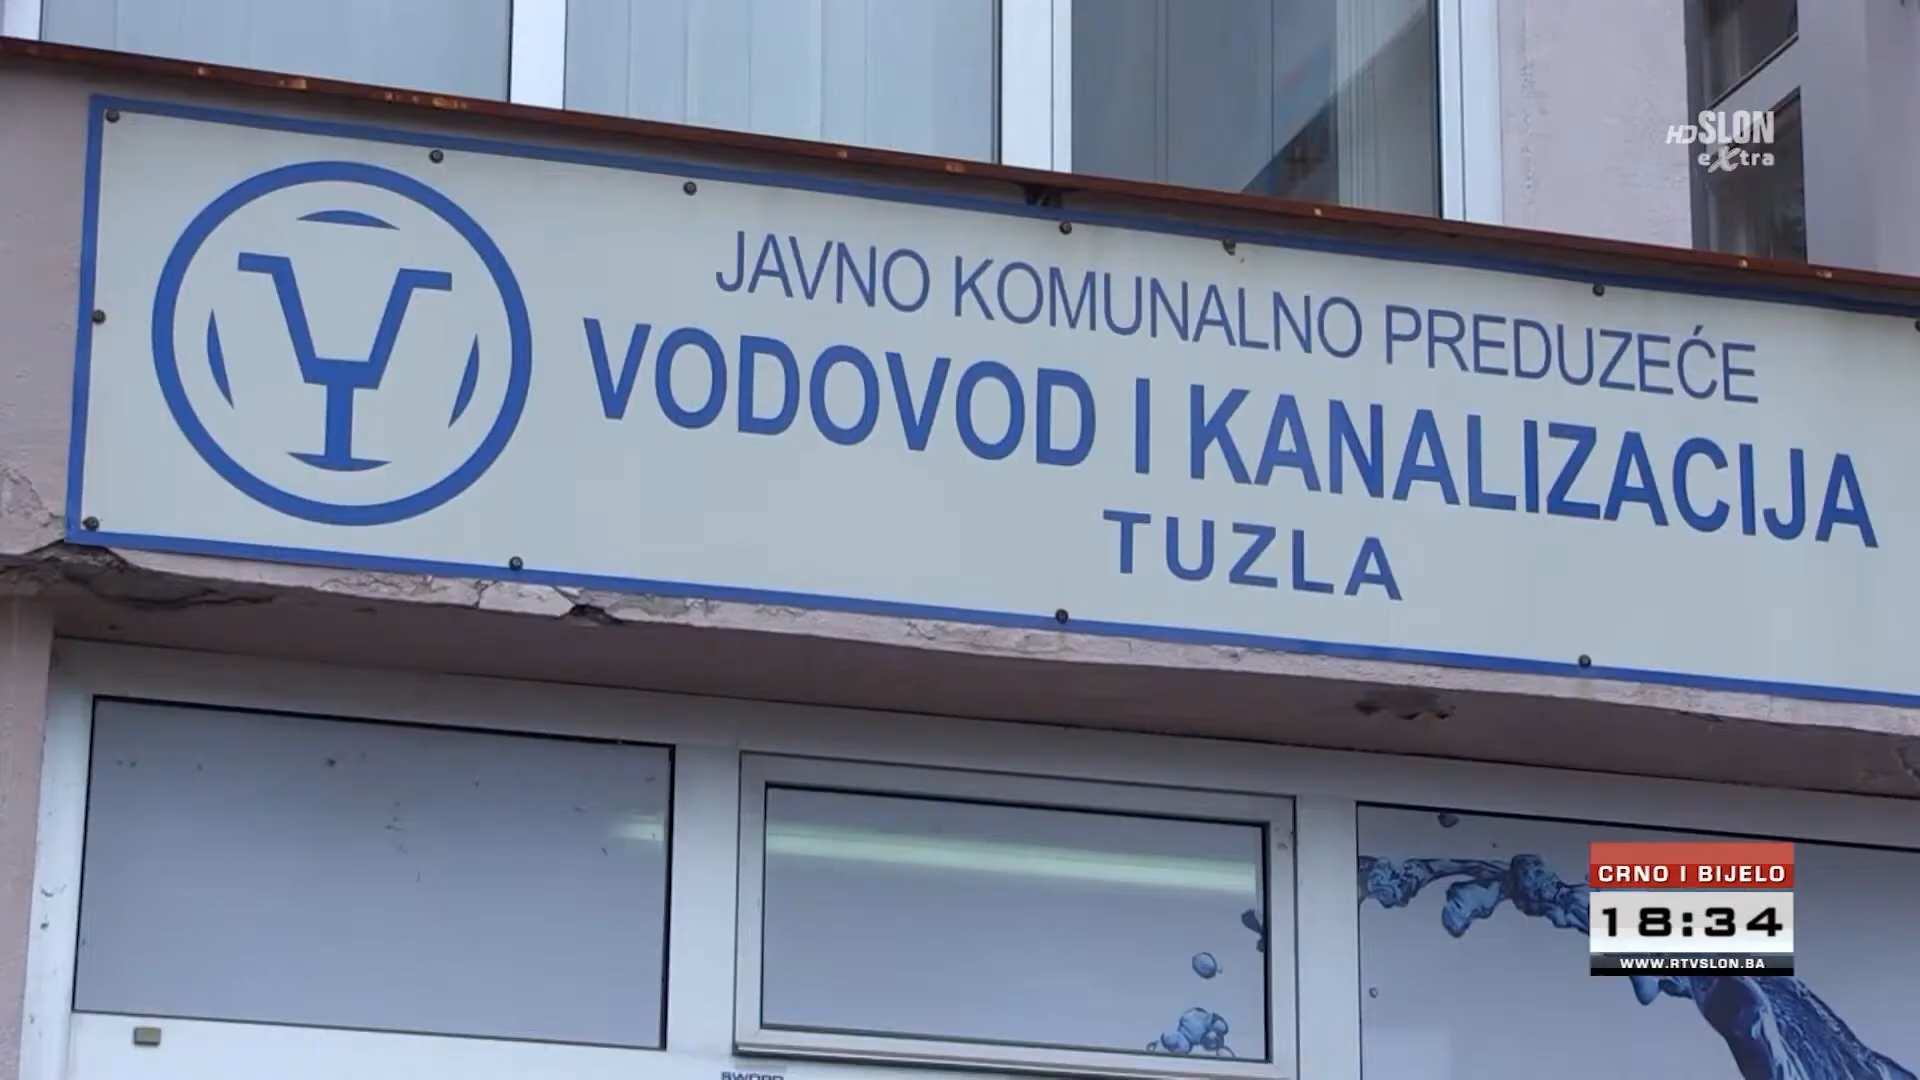 HD SLON
eXtra
JAVNO KOMUNALNO PREDUZEĆE
VODOVOD I KANALIZACIJA
TUZLA
CRNO I BIJELO
18:34
WWW.RTVSLON.BA